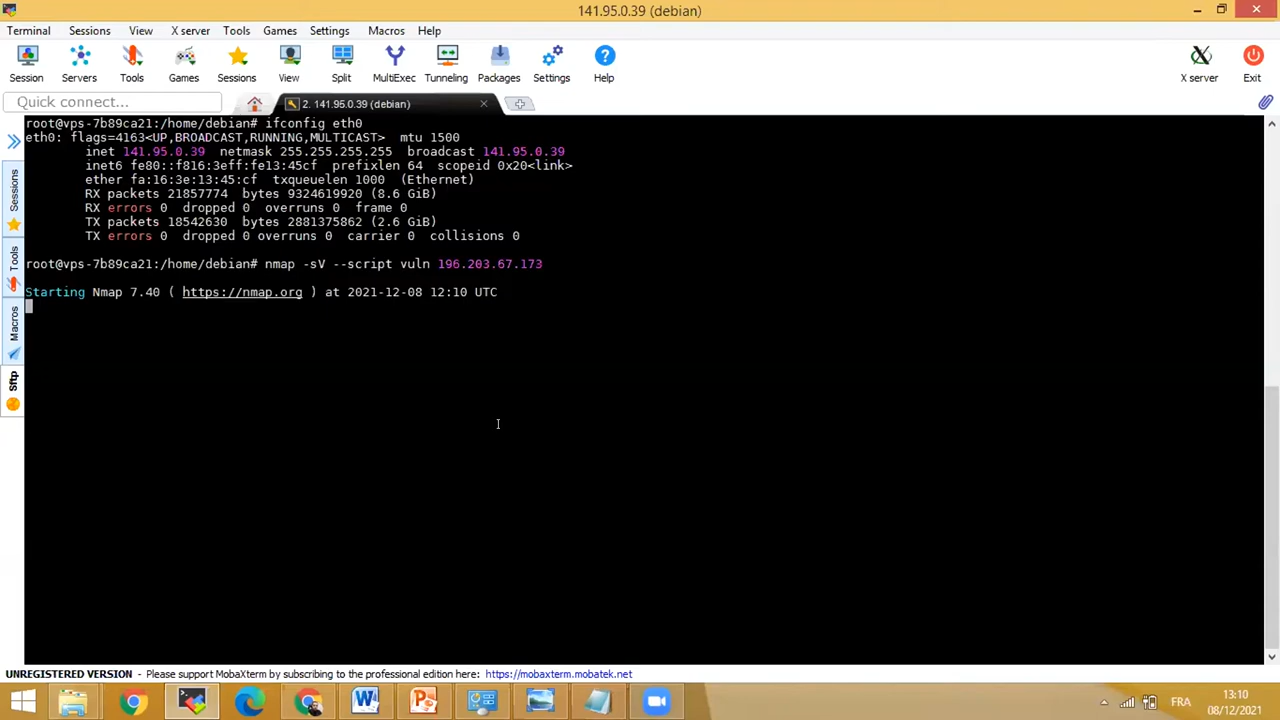 141.95.0.39 (debian)
Terminal Sessions View X server Tools Games Settings Macros Help
Session Servers Tools Games Sessions View Split MultiExec Tunneling Packages Settings Help X server Exit
Quick connect...
2. 141.95.0.39 (debian)
root@vps-7b89ca21:/home/debian# ifconfig eth0
eth0: flags=4163<UP,BROADCAST,RUNNING,MULTICAST>  mtu 1500
inet 141.95.0.39  netmask 255.255.255.255  broadcast 141.95.0.39
inet6 fe80::f816:3eff:fe13:45cf  prefixlen 64  scopeid 0x20<link>
ether fa:16:3e:13:45:cf  txqueuelen 1000  (Ethernet)
RX packets 21857774  bytes 9324619920 (8.6 GiB)
RX errors 0  dropped 0  overruns 0  frame 0
TX packets 18542630  bytes 2881375862 (2.6 GiB)
TX errors 0  dropped 0 overruns 0  carrier 0  collisions 0
root@vps-7b89ca21:/home/debian# nmap -sV --script vuln 196.203.67.173
Starting Nmap 7.40 ( https://nmap.org ) at 2021-12-08 12:10 UTC
Sessions
Tools
Macros
Sftp
UNREGISTERED VERSION - Please support MobaXterm by subscribing to the professional edition here: https://mobaxterm.mobatek.net
FRA
13:10
08/12/2021